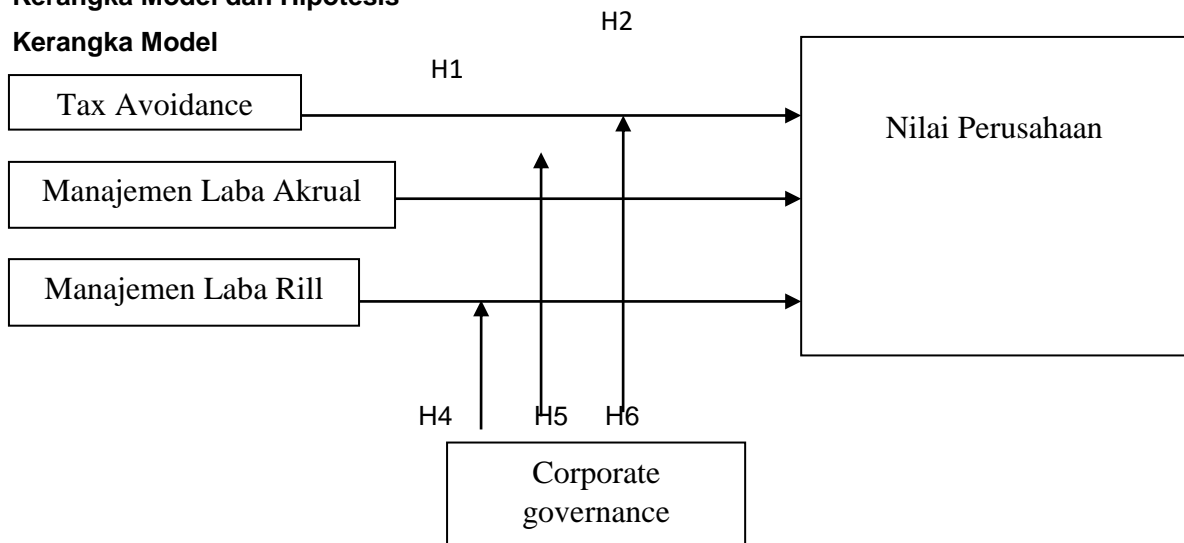 Kerangka Model dan Hipotesis
H2
Kerangka Model
H1
Tax Avoidance
Nilai Perusahaan
Manajemen Laba Akrual
Manajemen Laba Rill
H4 H5 H6
Corporate
governance